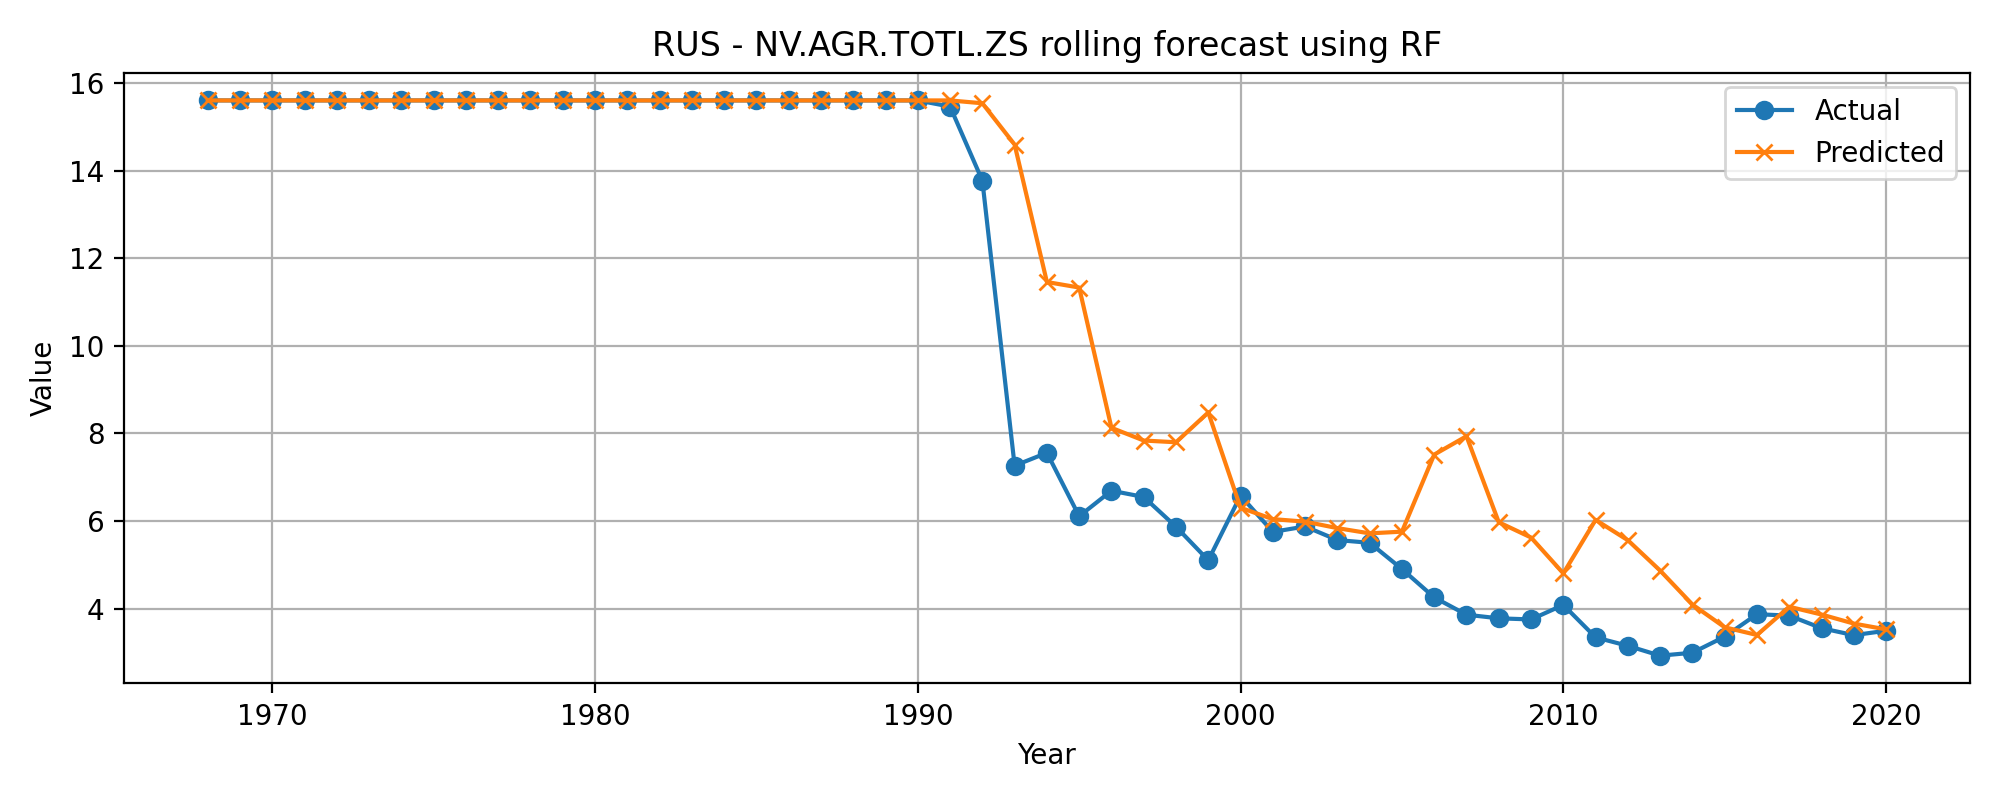 RUS - NV.AGR.TOTL.ZS rolling forecast using RF
16
14
12
10
8
6
4
Value
Actual
Predicted
1970 1980 1990 2000 2010 2020
Year